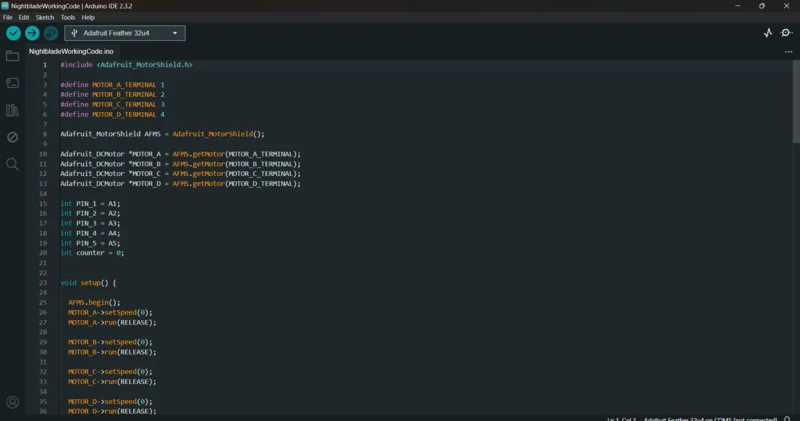 NightbladeWorkingCode | Arduino IDE 2.3.2
File Edit Sketch Tools Help
Adafruit Feather 32u4
NightbladeWorkingCode.ino
1 #include <Adafruit_MotorShield.h>
2
3 #define MOTOR_A_TERMINAL 1
4 #define MOTOR_B_TERMINAL 2
5 #define MOTOR_C_TERMINAL 3
6 #define MOTOR_D_TERMINAL 4
7
8 Adafruit_MotorShield AFMS = Adafruit_MotorShield();
9
10 Adafruit_DCMotor *MOTOR_A = AFMS.getMotor(MOTOR_A_TERMINAL);
11 Adafruit_DCMotor *MOTOR_B = AFMS.getMotor(MOTOR_B_TERMINAL);
12 Adafruit_DCMotor *MOTOR_C = AFMS.getMotor(MOTOR_C_TERMINAL);
13 Adafruit_DCMotor *MOTOR_D = AFMS.getMotor(MOTOR_D_TERMINAL);
14
15 int PIN_1 = A1;
16 int PIN_2 = A2;
17 int PIN_3 = A3;
18 int PIN_4 = A4;
19 int PIN_5 = A5;
20 int counter = 0;
21
22
23 void setup() {
24
25 AFMS.begin();
26 MOTOR_A->setSpeed(0);
27 MOTOR_A->run(RELEASE);
28
29 MOTOR_B->setSpeed(0);
30 MOTOR_B->run(RELEASE);
31
32 MOTOR_C->setSpeed(0);
33 MOTOR_C->run(RELEASE);
34
35 MOTOR_D->setSpeed(0);
36 MOTOR_D->run(RELEASE);
Ln 1, Col 1 Adafruit Feather 32u4 on COM5 [not connected]